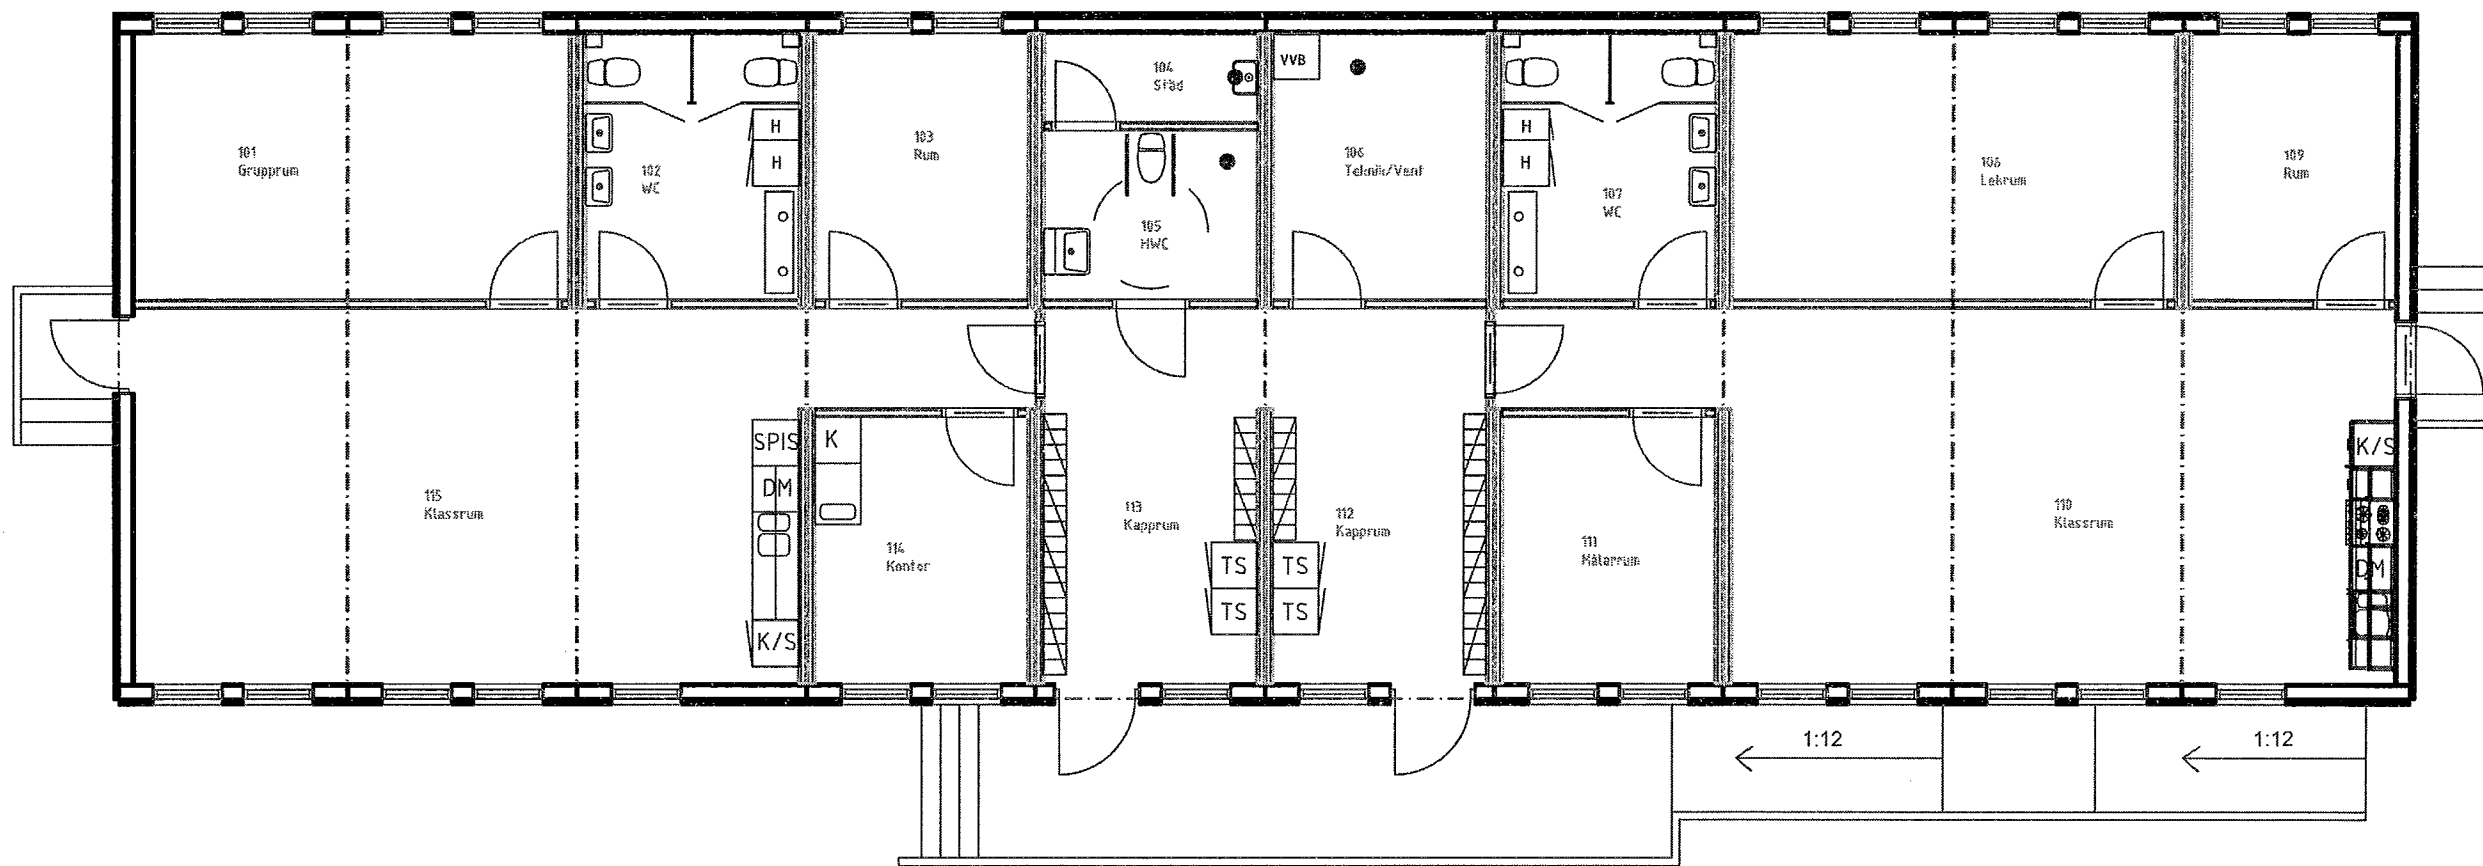 101
Grupprum
102
WC
H
H
103
Rum
104
Städ
105
HWC
VVB
106
Teknik/Vent
H
H
107
WC
106
Lekrum
109
Rum
115
Klassrum
SPIS
DM
K/S
K
114
Kontor
113
Kapprum
TS
TS
112
Kapprum
TS
TS
111
Målarrum
110
Klassrum
K/S
DM
1:12
1:12